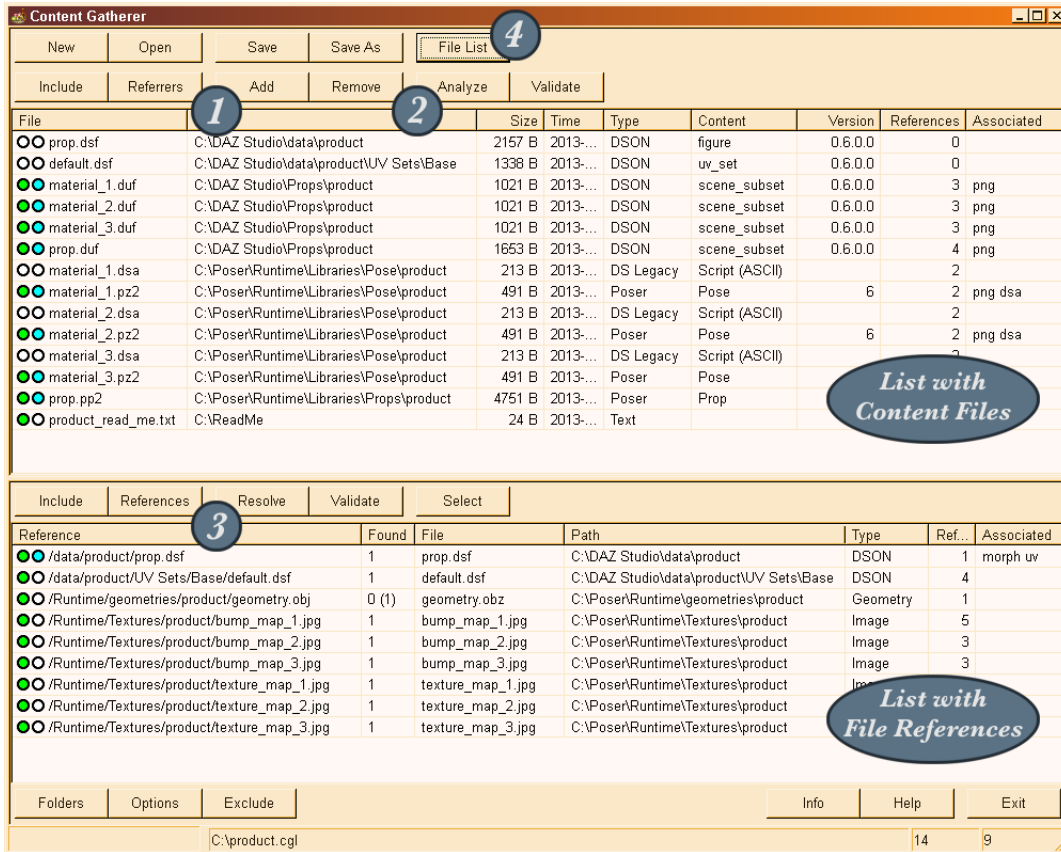 Content Gatherer
New Open Save Save As File List 4
Include Referrers Add Remove Analyze Validate
1 2
File Size Time Type Content Version References Associated
prop.dsf C:\DAZ Studio\data\product 2157 B 2013-... DSON figure 0.6.0.0 0
default.dsf C:\DAZ Studio\data\product\UV Sets\Base 1338 B 2013-... DSON uv_set 0.6.0.0 0
material_1.duf C:\DAZ Studio\Props\product 1021 B 2013-... DSON scene_subset 0.6.0.0 3 png
material_2.duf C:\DAZ Studio\Props\product 1021 B 2013-... DSON scene_subset 0.6.0.0 3 png
material_3.duf C:\DAZ Studio\Props\product 1021 B 2013-... DSON scene_subset 0.6.0.0 3 png
prop.duf C:\DAZ Studio\Props\product 1653 B 2013-... DSON scene_subset 0.6.0.0 4 png
material_1.dsa C:\Poser\Runtime\Libraries\Pose\product 213 B 2013-... DS Legacy Script (ASCII) 2
material_1.pz2 C:\Poser\Runtime\Libraries\Pose\product 491 B 2013-... Poser Pose 6 2 png dsa
material_2.dsa C:\Poser\Runtime\Libraries\Pose\product 213 B 2013-... DS Legacy Script (ASCII) 2
material_2.pz2 C:\Poser\Runtime\Libraries\Pose\product 491 B 2013-... Poser Pose 6 2 png dsa
material_3.dsa C:\Poser\Runtime\Libraries\Pose\product 213 B 2013-... DS Legacy Script (ASCII)
material_3.pz2 C:\Poser\Runtime\Libraries\Pose\product 491 B 2013-... Poser Pose
prop.pp2 C:\Poser\Runtime\Libraries\Props\product 4751 B 2013-... Poser Prop
product_read_me.txt C:\ReadMe 24 B 2013-... Text
List with
Content Files
Include References Resolve Validate Select
3
Reference Found File Path Type Ref... Associated
/data/product/prop.dsf 1 prop.dsf C:\DAZ Studio\data\product DSON 1 morph uv
/data/product/UV Sets/Base/default.dsf 1 default.dsf C:\DAZ Studio\data\product\UV Sets\Base DSON 4
/Runtime/geometries/product/geometry.obj 0 (1) geometry.obz C:\Poser\Runtime\geometries\product Geometry 1
/Runtime/Textures/product/bump_map_1.jpg 1 bump_map_1.jpg C:\Poser\Runtime\Textures\product Image 5
/Runtime/Textures/product/bump_map_2.jpg 1 bump_map_2.jpg C:\Poser\Runtime\Textures\product Image 3
/Runtime/Textures/product/bump_map_3.jpg 1 bump_map_3.jpg C:\Poser\Runtime\Textures\product Image 3
/Runtime/Textures/product/texture_map_1.jpg 1 texture_map_1.jpg C:\Poser\Runtime\Textures\product
/Runtime/Textures/product/texture_map_2.jpg 1 texture_map_2.jpg C:\Poser\Runtime\Textures\product
/Runtime/Textures/product/texture_map_3.jpg 1 texture_map_3.jpg C:\Poser\Runtime\Textures\product
List with
File References
Folders Options Exclude Info Help Exit
C:\product.cgl 14 9